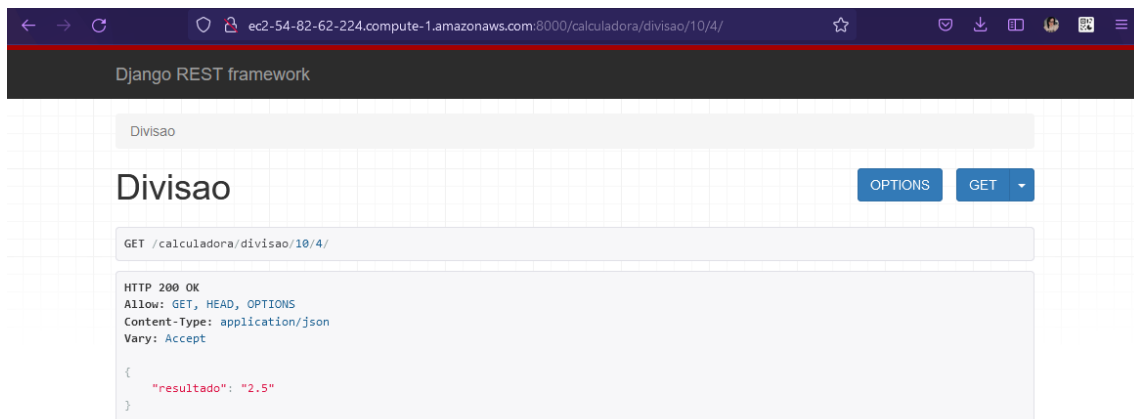 ec2-54-82-62-224.compute-1.amazonaws.com:8000/calculadora/divisao/10/4/
Django REST framework
Divisao
Divisao
OPTIONS GET
GET /calculadora/divisao/10/4/
HTTP 200 OK
Allow: GET, HEAD, OPTIONS
Content-Type: application/json
Vary: Accept
{
"resultado": "2.5"
}